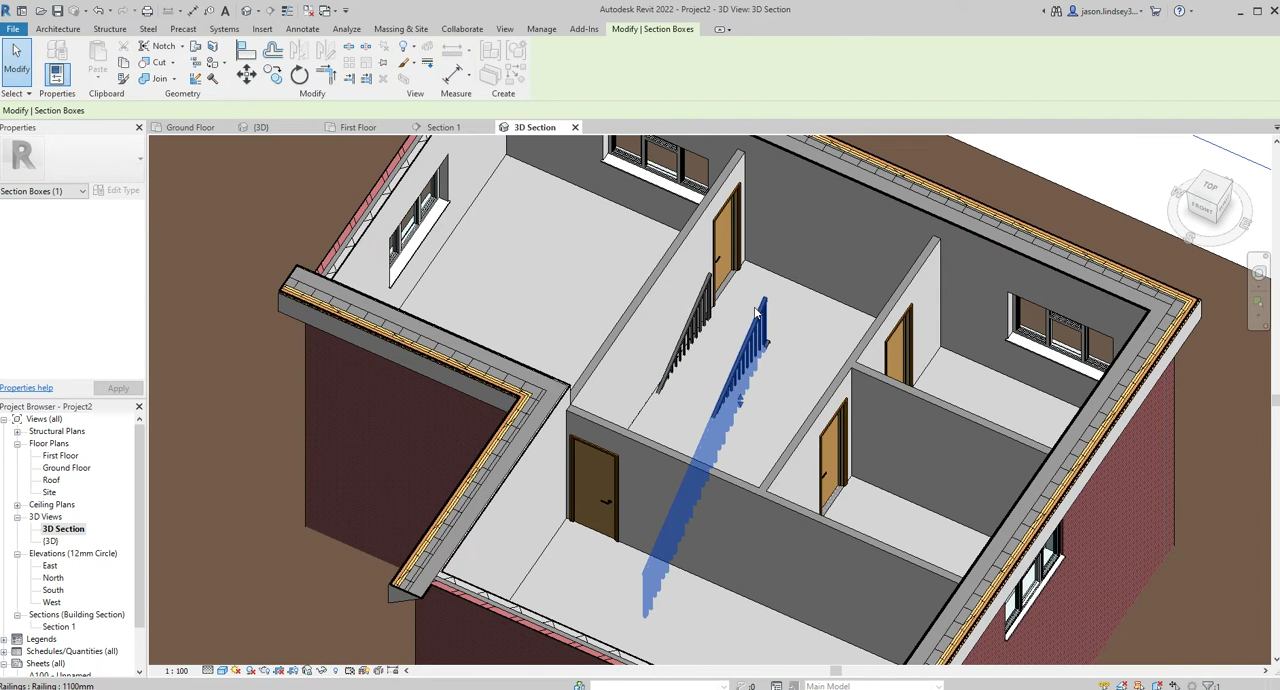 Autodesk Revit 2022 - Project2 - 3D View: 3D Section
jason.lindsey3...
File Architecture Structure Steel Precast Systems Insert Annotate Analyze Massing & Site Collaborate View Manage Add-Ins Modify | Section Boxes
Modify
Paste
Notch
Cut
Join
Select Properties Clipboard Geometry Modify View Measure Create
Modify | Section Boxes
Properties
Ground Floor {3D} First Floor Section 1 3D Section
R
Section Boxes (1)
Edit Type
TOP
FRONT
W
E
S
Properties help
Apply
Project Browser - Project2
Views (all)
Structural Plans
Floor Plans
First Floor
Ground Floor
Roof
Site
Ceiling Plans
3D Views
3D Section
{3D}
Elevations (12mm Circle)
East
North
South
West
Sections (Building Section)
Section 1
Legends
Schedules/Quantities (all)
Sheets (all)
A100 - Unnamed
1 : 100
Railings : Railing : 1100mm
:0
Main Model
:1